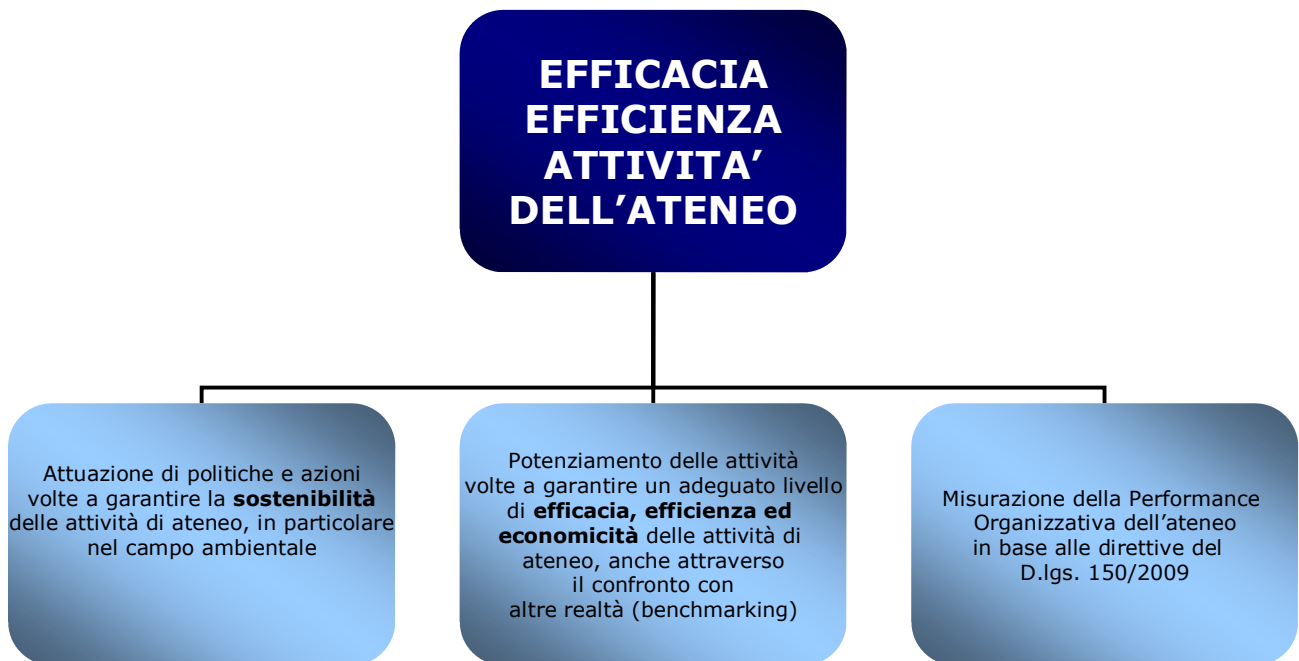 EFFICACIA
EFFICIENZA
ATTIVITA’
DELL’ATENEO
Attuazione di politiche e azioni
volte a garantire la sostenibilità
delle attività di ateneo, in particolare
nel campo ambientale
Potenziamento delle attività
volte a garantire un adeguato livello
di efficacia, efficienza ed
economicità delle attività di
ateneo, anche attraverso
il confronto con
altre realtà (benchmarking)
Misurazione della Performance
Organizzativa dell’ateneo
in base alle direttive del
D.lgs. 150/2009